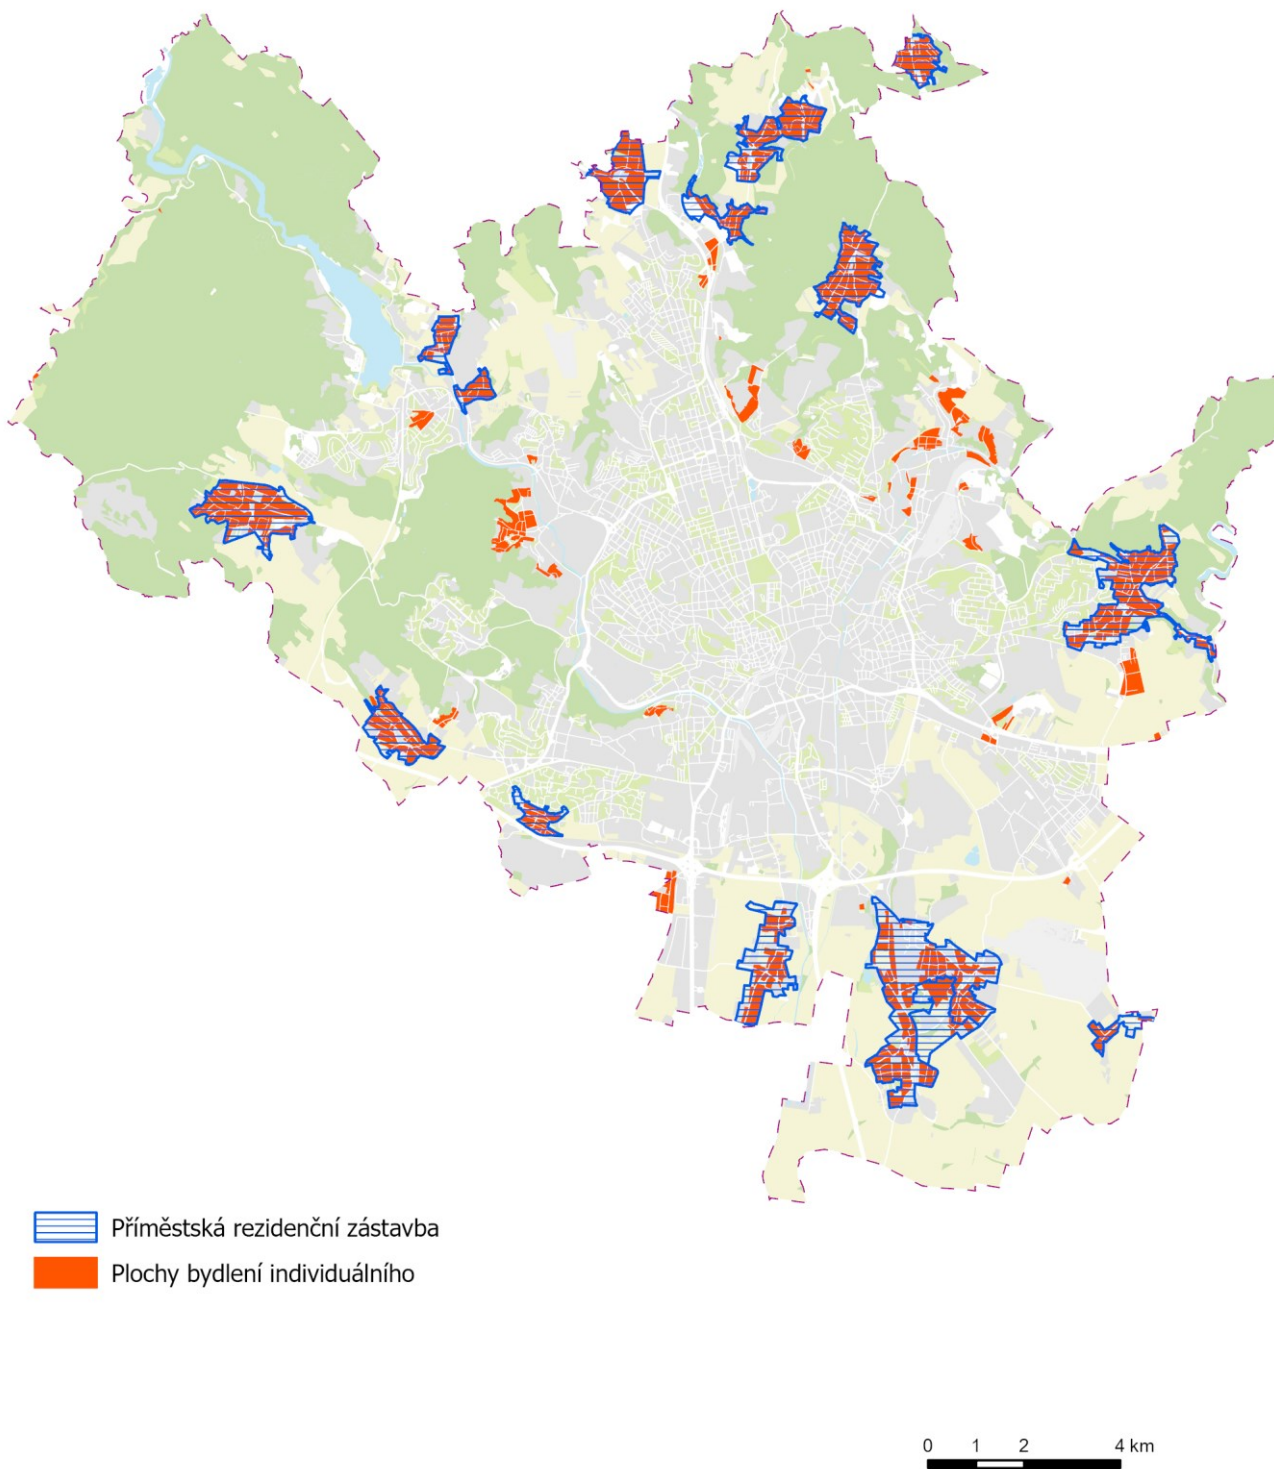 Příměstská rezidenční zástavba
Plochy bydlení individuálního
0 1 2 4 km